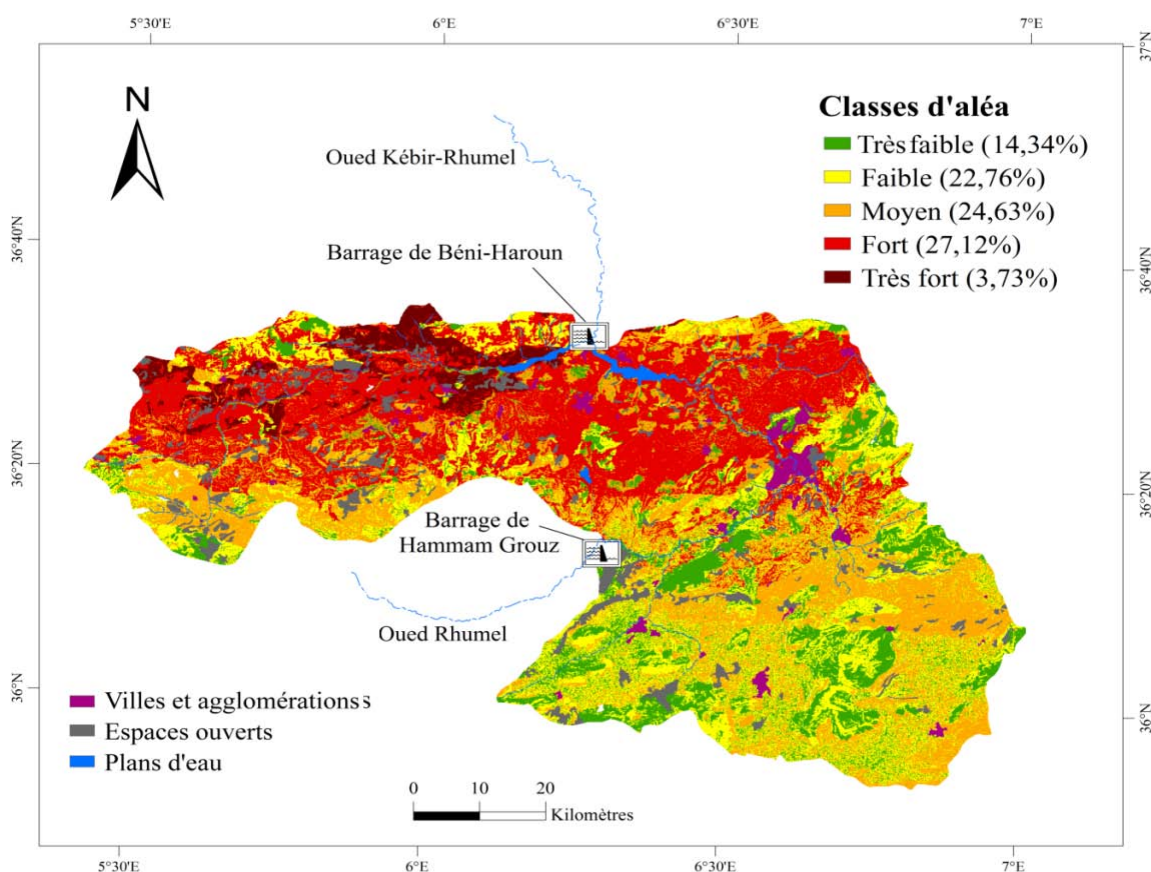 5°30'E
6°E
6°30'E
7°E
37°N
N
Classes d'aléa
Très faible (14,34%)
Faible (22,76%)
Moyen (24,63%)
Fort (27,12%)
Très fort (3,73%)
Oued Kébir-Rhumel
36°40'N
36°40'N
Barrage de Béni-Haroun
36°20'N
36°20'N
Barrage de
Hammam Grouz
Oued Rhumel
36°N
36°N
Villes et agglomérations
Espaces ouverts
Plans d'eau
0
10
20
Kilomètres
5°30'E
6°E
6°30'E
7°E